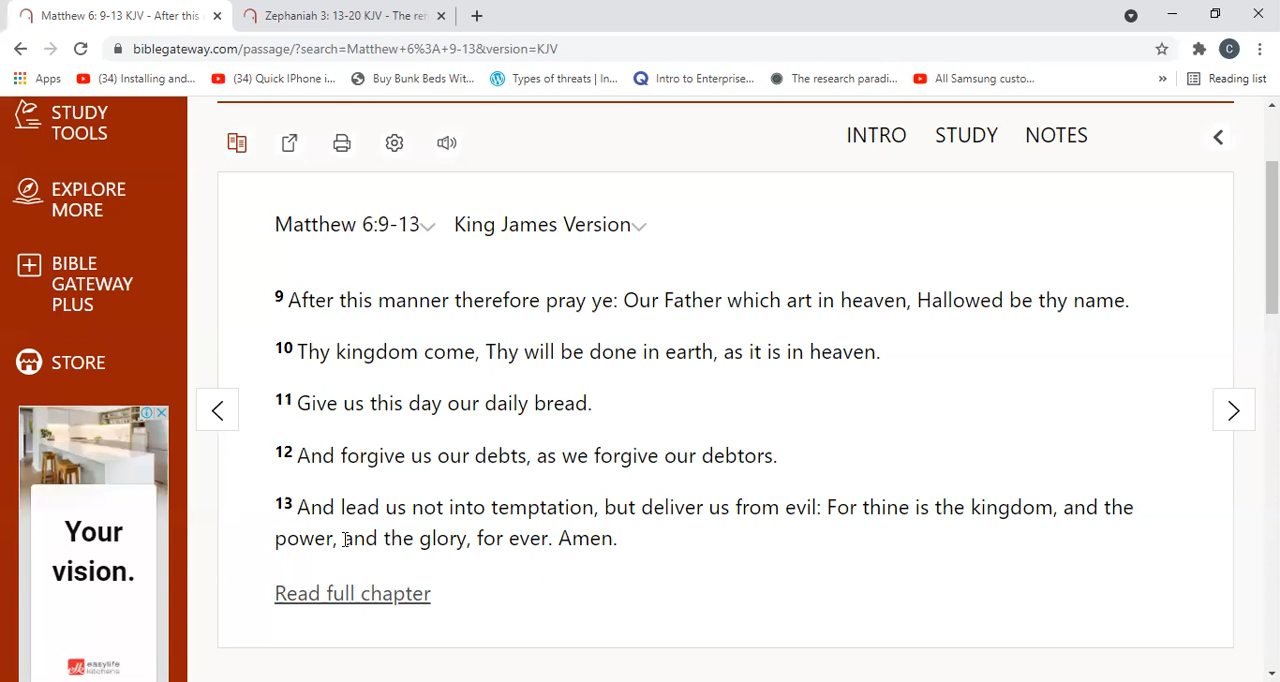 Matthew 6: 9-13 KJV - After this
Zephaniah 3: 13-20 KJV - The re
biblegateway.com/passage/?search=Matthew+6%3A+9-13&version=KJV
C
Apps
(34) Installing and...
(34) Quick IPhone i...
Buy Bunk Beds Wit...
Types of threats | In...
Intro to Enterprise...
The research paradi...
All Samsung custo...
»
Reading list
STUDY
TOOLS
EXPLORE
MORE
BIBLE
GATEWAY
PLUS
STORE
INTRO STUDY NOTES
Matthew 6:9-13 King James Version
9 After this manner therefore pray ye: Our Father which art in heaven, Hallowed be thy name.
10 Thy kingdom come, Thy will be done in earth, as it is in heaven.
11 Give us this day our daily bread.
12 And forgive us our debts, as we forgive our debtors.
13 And lead us not into temptation, but deliver us from evil: For thine is the kingdom, and the
power, and the glory, for ever. Amen.
Read full chapter
Your
vision.
easylife
kitchens